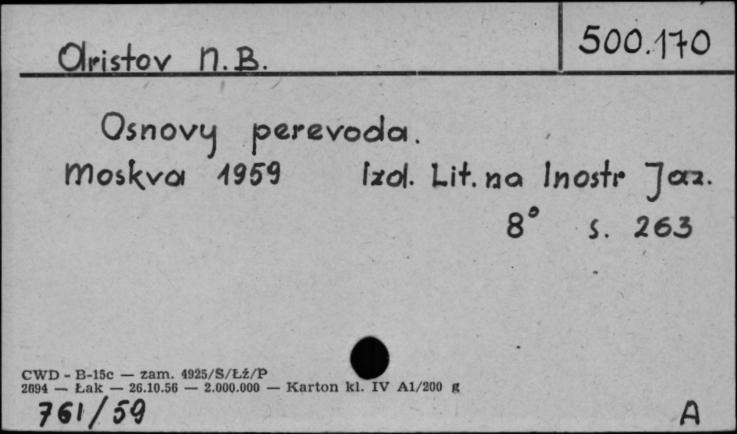 Aristov N.B.
500.170
Osnovy perevoda.
Moskva 1959 Izd. Lit. na Inostr Jaz.
8° s. 263
CWD - B-15c — zam. 4925/S/Łź/P
2694 — Łak — 26.10.56 — 2.000.000 — Karton kl. IV A1/200 g
761/59
A